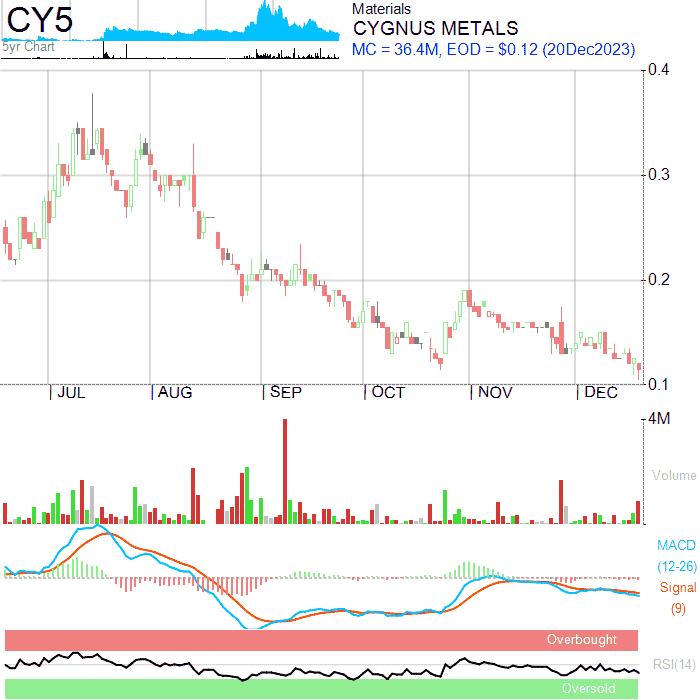 CY5
5yr Chart
Materials
CYGNUS METALS
MC = 36.4M, EOD = $0.12 (20Dec2023)
0.4
0.3
0.2
0.1
JUL AUG SEP OCT NOV DEC
4M
Volume
MACD
(12-26)
Signal
(9)
Overbought
RSI(14)
Oversold